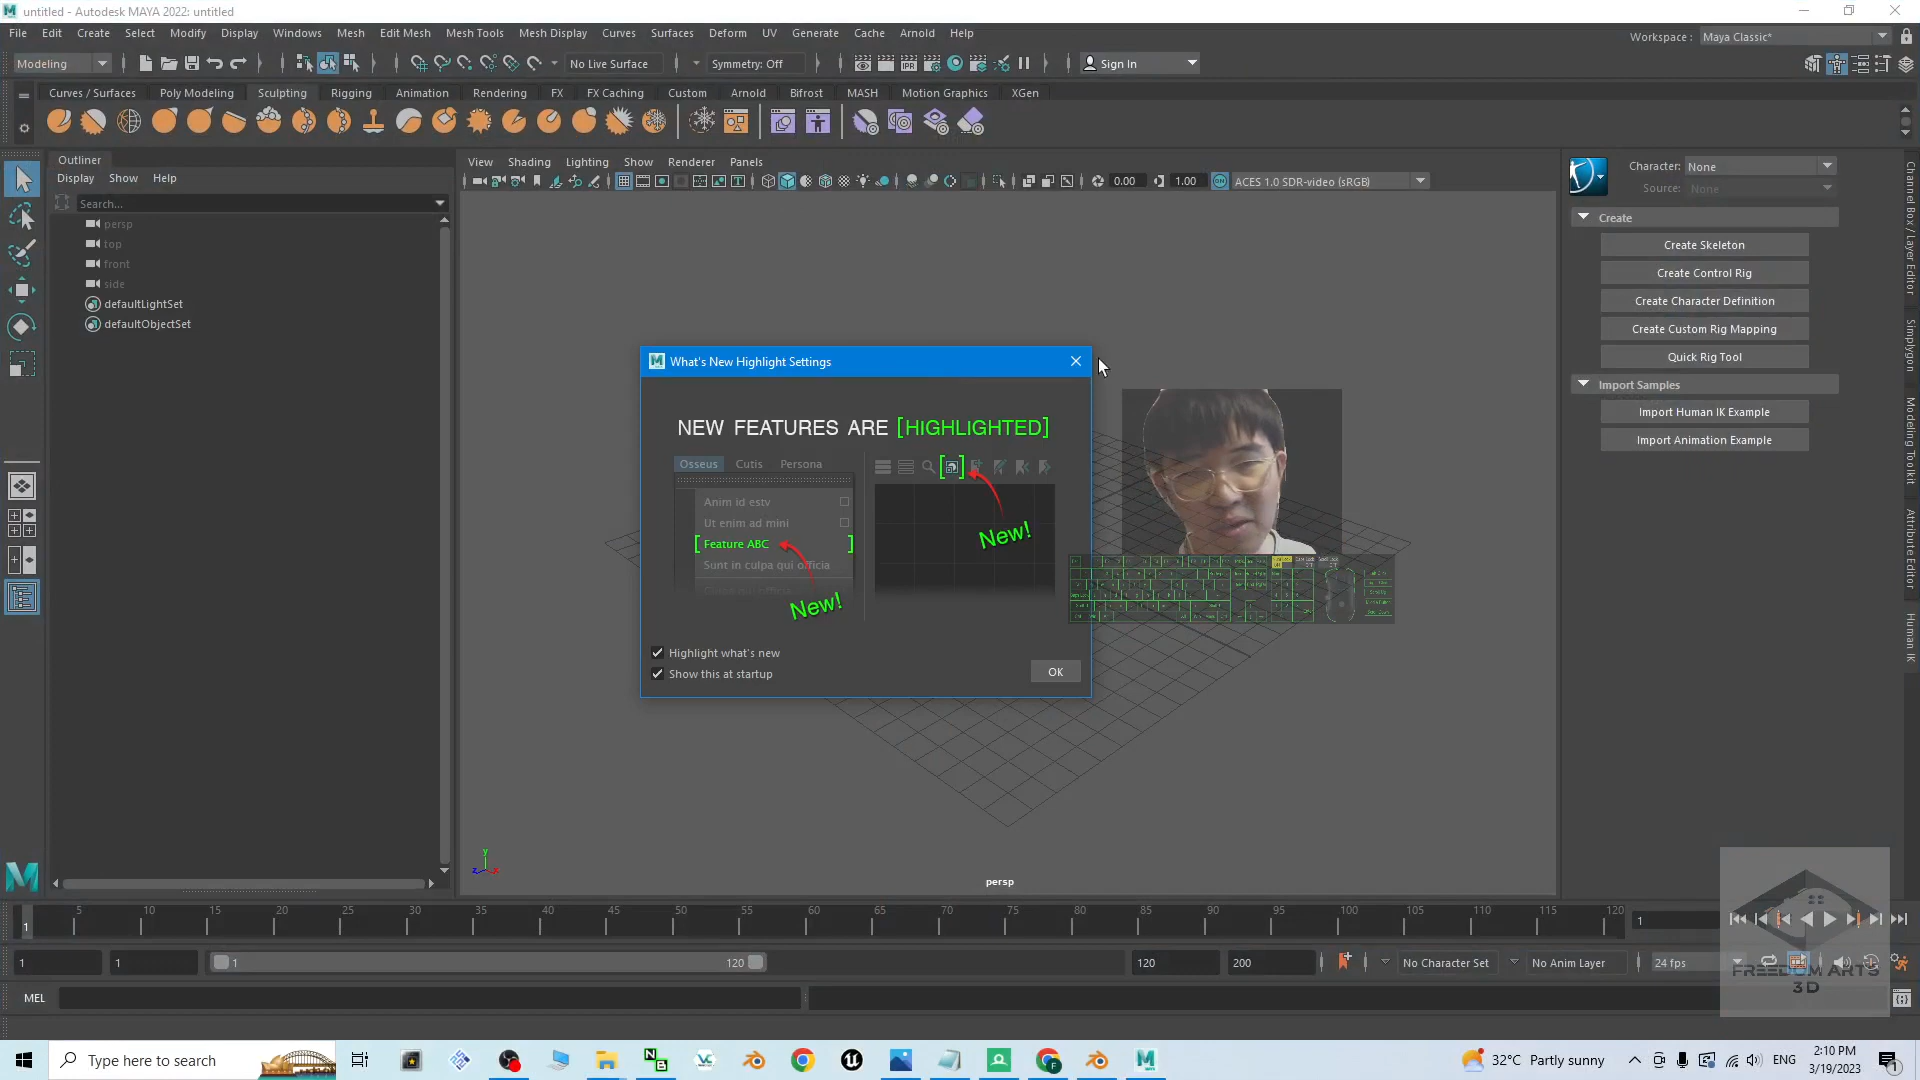 untitled - Autodesk MAYA 2022: untitled
File Edit Create Select Modify Display Windows Mesh Edit Mesh Mesh Tools Mesh Display Curves Surfaces Deform UV Generate Cache Arnold Help
Workspace : Maya Classic*
Modeling No Live Surface Symmetry: Off Sign In
Curves / Surfaces Poly Modeling Sculpting Rigging Animation Rendering FX FX Caching Custom Arnold Bifrost MASH Motion Graphics XGen
Outliner
Display Show Help
Search...
persp
top
front
side
defaultLightSet
defaultObjectSet
View Shading Lighting Show Renderer Panels
0.00 1.00 ACES 1.0 SDR-video (sRGB)
What's New Highlight Settings
NEW FEATURES ARE [HIGHLIGHTED]
Osseus Cutis Persona
Anim id estv
Ut enim ad mini
Feature ABC
Sunt in culpa qui officia
New!
New!
Highlight what's new
Show this at startup
OK
persp
Character: None
Source: None
Create
Create Skeleton
Create Control Rig
Create Character Definition
Create Custom Rig Mapping
Quick Rig Tool
Import Samples
Import Human IK Example
Import Animation Example
Channel Box / Layer Editor
Simplygon
Modeling Toolkit
Attribute Editor
Human IK
1 5 10 15 20 25 30 35 40 45 50 55 60 65 70 75 80 85 90 95 100 105 110 115 120 1
1 1 1 120 120 200 No Character Set No Anim Layer 24 fps
FREEDOM ARTS
3D
MEL
Type here to search
32°C Partly sunny
ENG
2:10 PM
3/19/2023